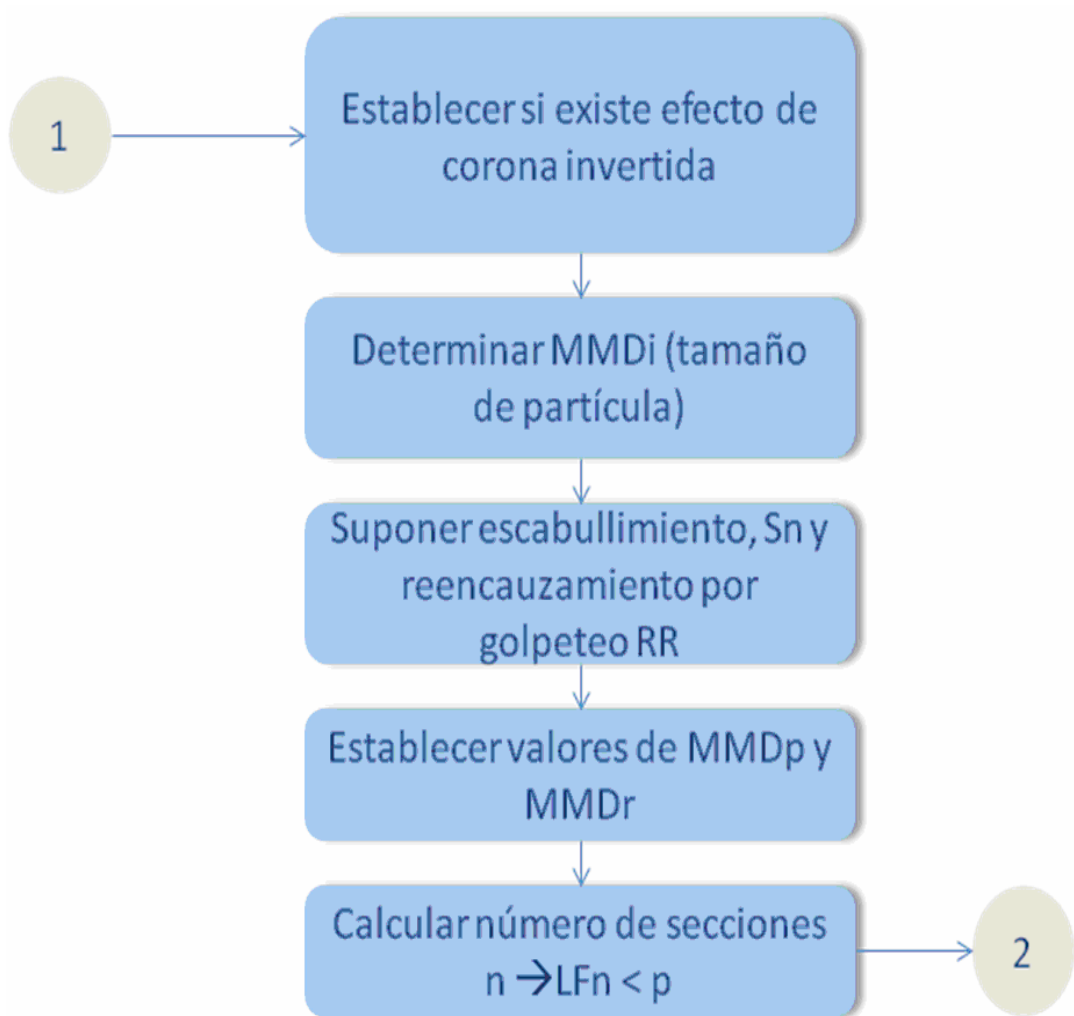 1
Establecer si existe efecto de
corona invertida
Determinar MMDi (tamaño
de partícula)
Suponer escabullimiento, Sn y
reencauzamiento por
golpeteo RR
Establecer valores de MMDp y
MMDr
Calcular número de secciones
n →LFn < p
2